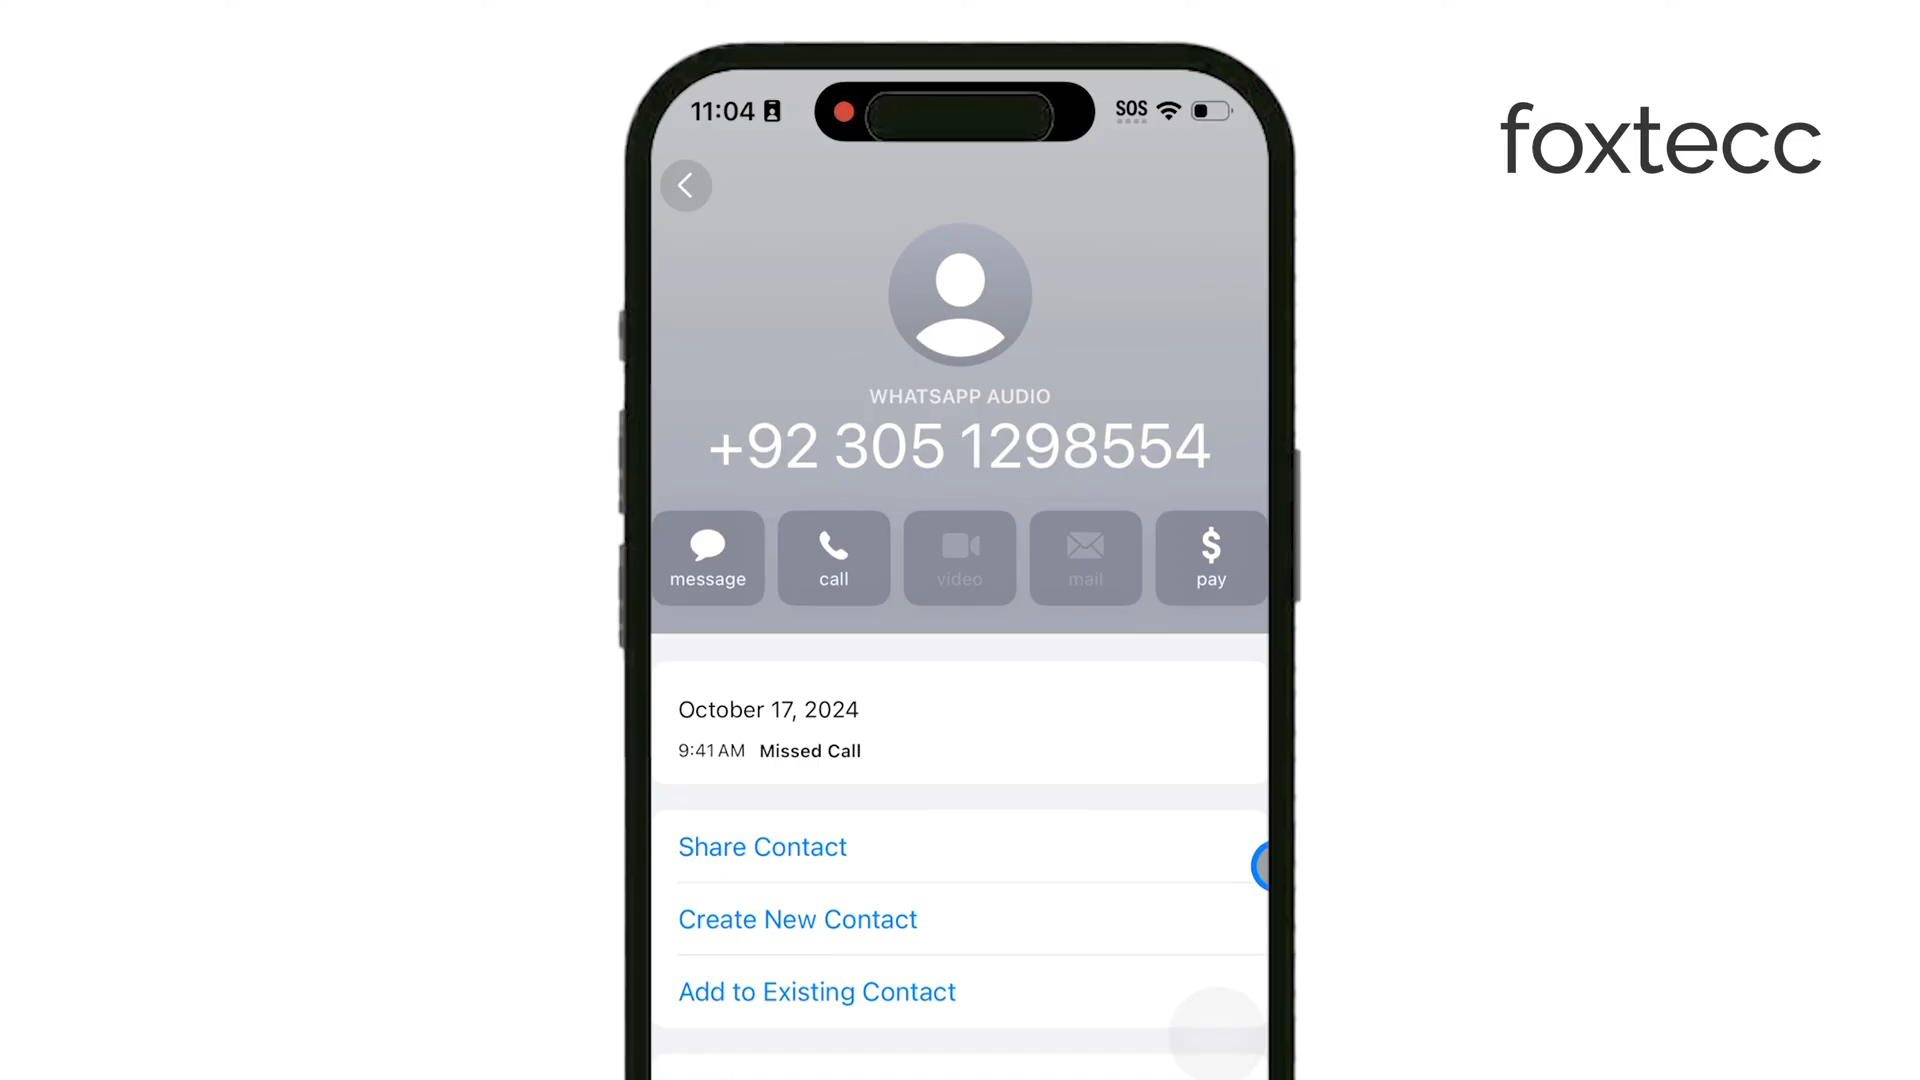 foxtecc
11:04
SOS
WHATSAPP AUDIO
+92 305 1298554
message
call
video
mail
$
pay
October 17, 2024
9:41 AM Missed Call
Share Contact
Create New Contact
Add to Existing Contact